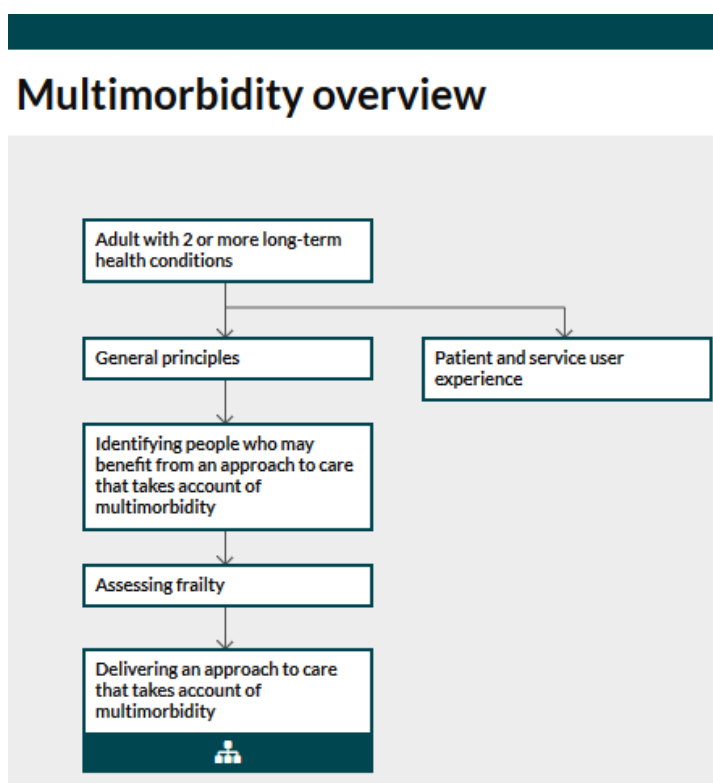 Multimorbidity overview
Adult with 2 or more long-term
health conditions
General principles
Patient and service user
experience
Identifying people who may
benefit from an approach to care
that takes account of
multimorbidity
Assessing frailty
Delivering an approach to care
that takes account of
multimorbidity